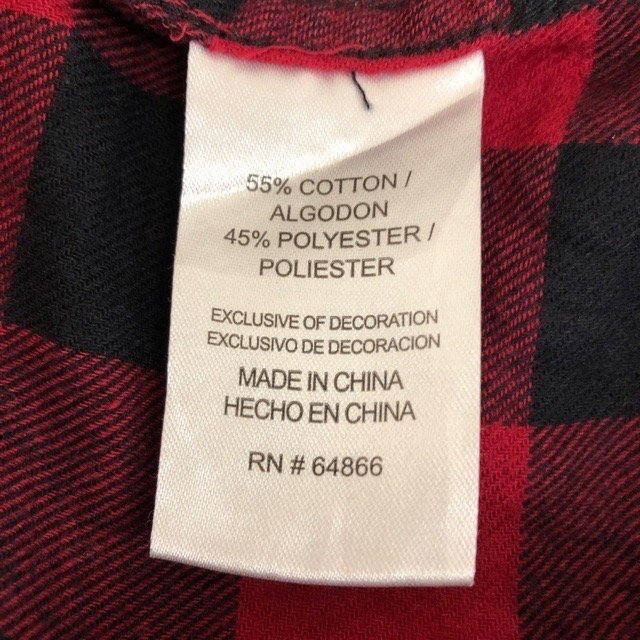 55% COTTON /
ALGODON
45% POLYESTER /
POLIESTER
EXCLUSIVE OF DECORATION
EXCLUSIVO DE DECORACION
MADE IN CHINA
HECHO EN CHINA
RN # 64866